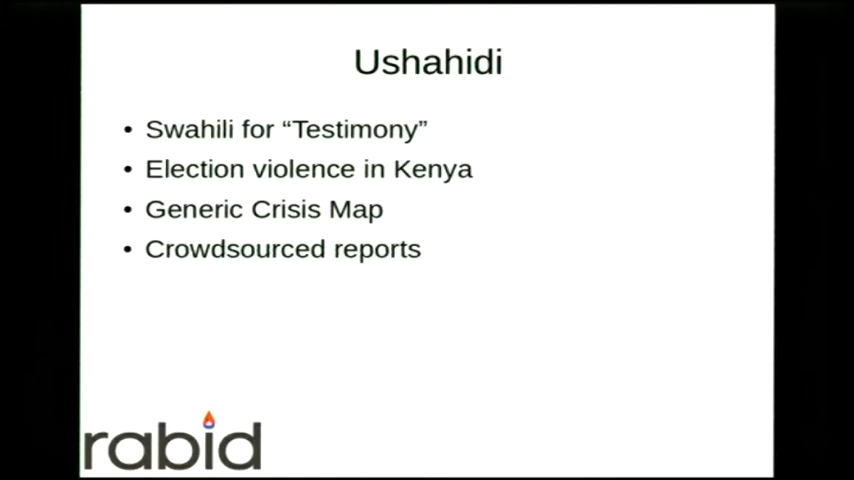 Ushahidi
• Swahili for “Testimony”
• Election violence in Kenya
• Generic Crisis Map
• Crowdsourced reports
rabid